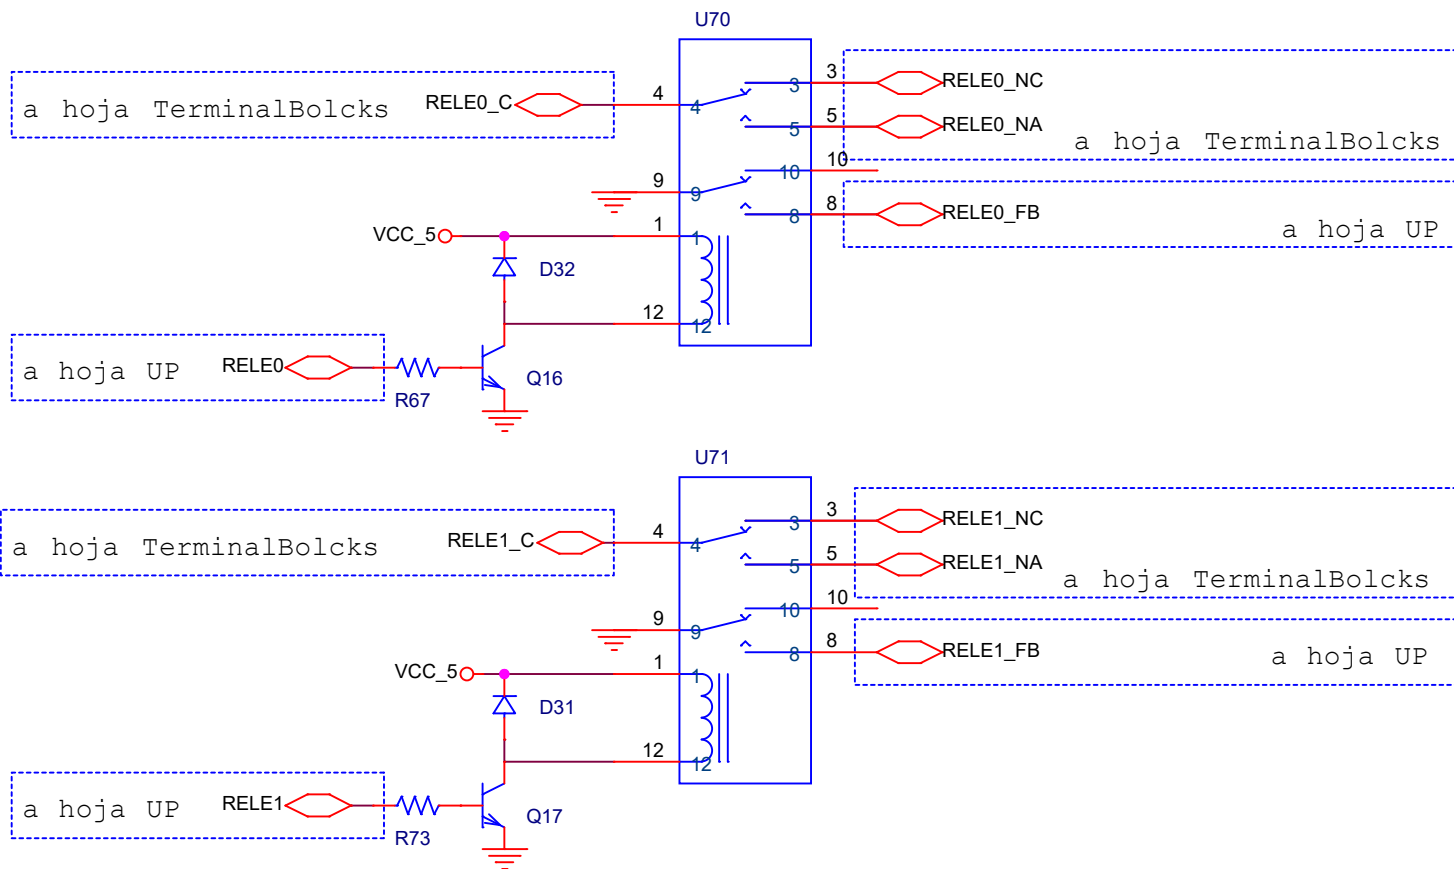 U70
a hoja TerminalBolcks
RELE0_C
4
4
3
3
RELE0_NC
5
5
RELE0_NA
a hoja TerminalBolcks
10
10
9
9
8
8
RELE0_FB
a hoja UP
VCC_5
1
1
D32
12
12
a hoja UP
RELE0
R67
Q16
U71
a hoja TerminalBolcks
RELE1_C
4
4
3
3
RELE1_NC
5
5
RELE1_NA
a hoja TerminalBolcks
10
10
9
9
8
8
RELE1_FB
a hoja UP
VCC_5
1
1
D31
12
12
a hoja UP
RELE1
R73
Q17